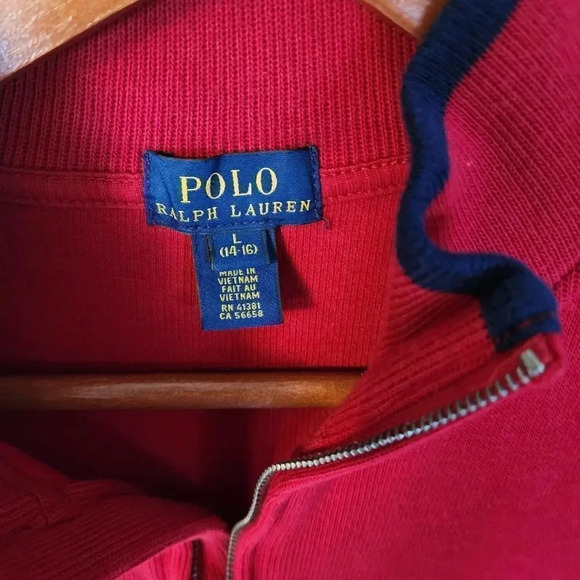 POLO
RALPH LAUREN
L
(14-16)
MADE IN
VIETNAM
FAIT AU
VIETNAM
RN 41381
CA 56658